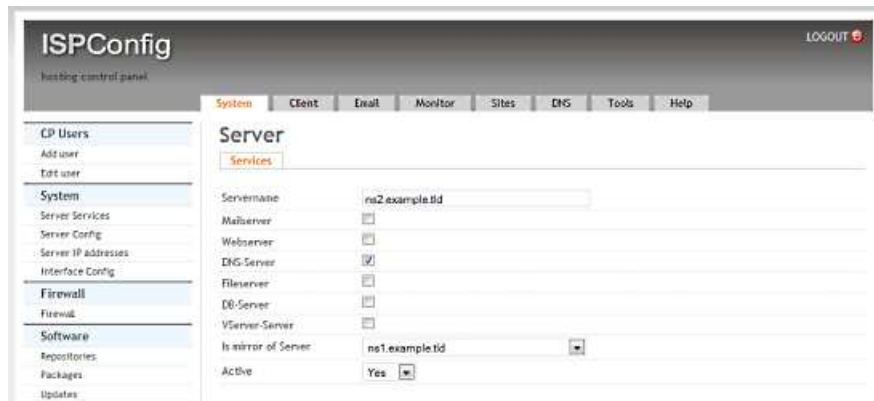 ISPConfig
LOGOUT
hosting control panel
System Client Email Monitor Sites DNS Tools Help
CP Users
Add user
Edit user
System
Server Services
Server Config
Server IP addresses
Interface Config
Firewall
Firewall
Software
Repositories
Packages
Updates
Server
Services
Servername ns2.example.tld
Mailserver
Webserver
DNS-Server
Fileserver
DB-Server
VServer-Server
Is mirror of Server ns1.example.tld
Active Yes